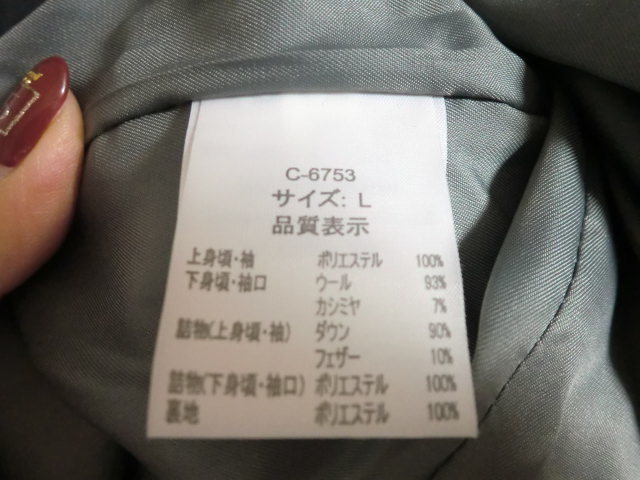 C-6753
サイズ: L
品質表示
上身頃・袖 ポリエステル 100%
下身頃・袖口 ウール 93%
カシミヤ 7%
詰物(上身頃・袖) ダウン 90%
フェザー 10%
詰物(下身頃・袖口) ポリエステル 100%
裏地 ポリエステル 100%